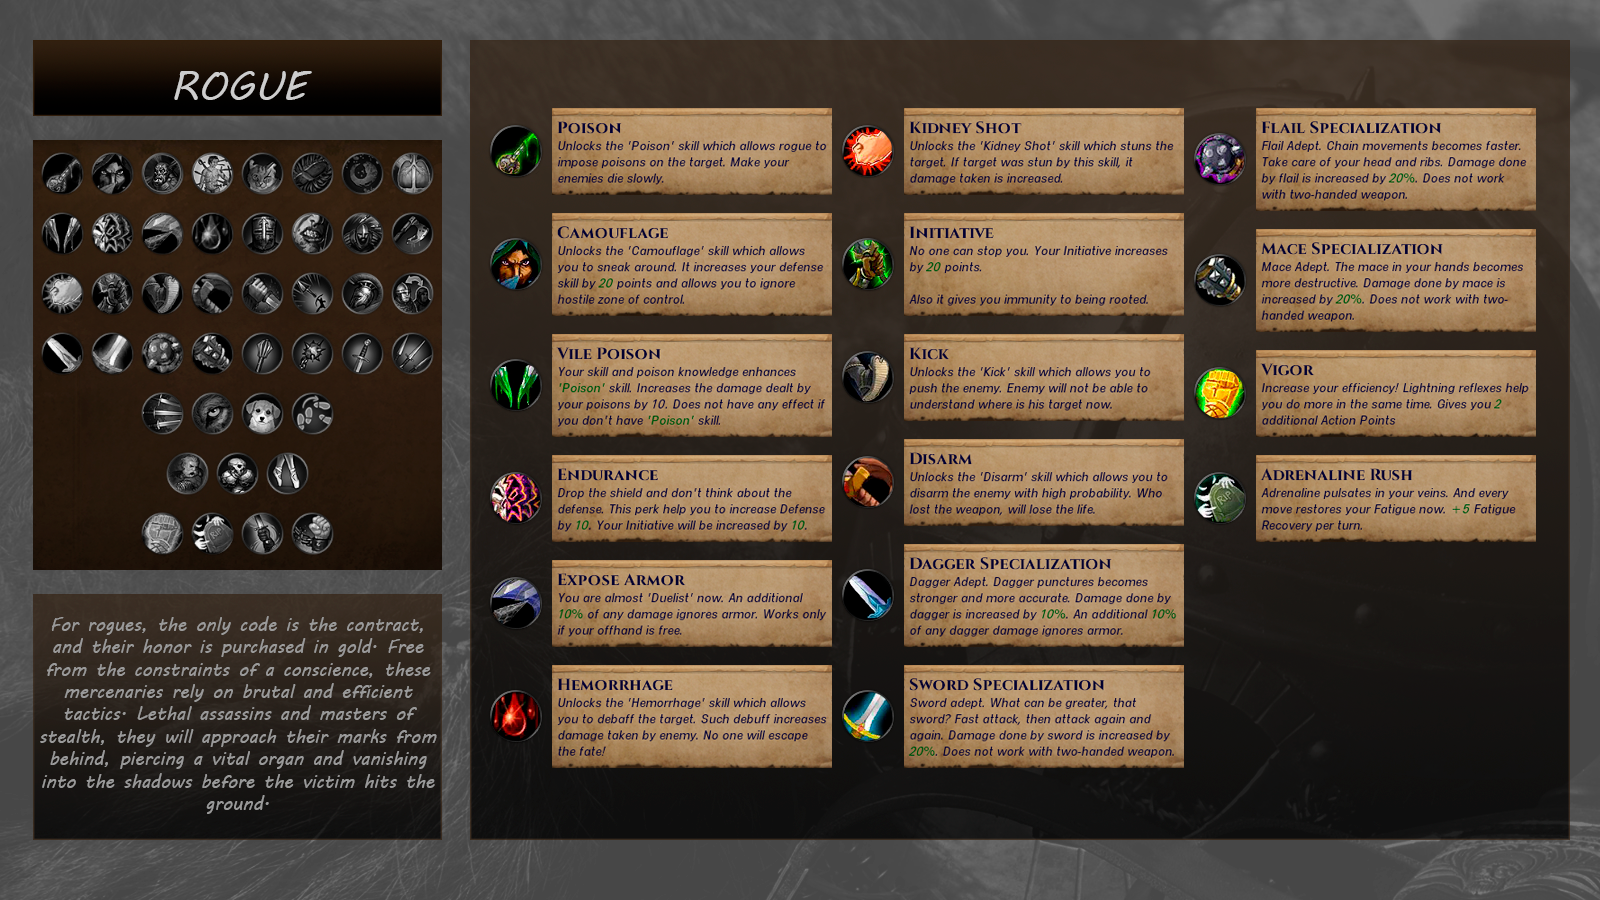 ROGUE
For rogues, the only code is the contract,
and their honor is purchased in gold. Free
from the constraints of a conscience, these
mercenaries rely on brutal and efficient
tactics. Lethal assassins and masters of
stealth, they will approach their marks from
behind, piercing a vital organ and vanishing
into the shadows before the victim hits the
ground.
POISON
Unlocks the 'Poison' skill which allows rogue to
impose poisons on the target. Make your
enemies die slowly.
CAMOUFLAGE
Unlocks the 'Camouflage' skill which allows
you to sneak around. It increases your defense
skill by 20 points and allows you to ignore
hostile zone of control.
VILE POISON
Your skill and poison knowledge enhances
'Poison' skill. Increases the damage dealt by
your poisons by 10. Does not have any effect if
you don't have 'Poison' skill.
ENDURANCE
Drop the shield and don't think about the
defense. This perk help you to increase Defense
by 10. Your Initiative will be increased by 10.
EXPOSE ARMOR
You are almost 'Duelist' now. An additional
10% of any damage ignores armor. Works only
if your offhand is free.
HEMORRHAGE
Unlocks the 'Hemorrhage' skill which allows
you to debaff the target. Such debuff increases
damage taken by enemy. No one will escape
the fate!
KIDNEY SHOT
Unlocks the 'Kidney Shot' skill which stuns the
target. If target was stun by this skill, it
damage taken is increased.
INITIATIVE
No one can stop you. Your Initiative increases
by 20 points.
Also it gives you immunity to being rooted.
KICK
Unlocks the 'Kick' skill which allows you to
push the enemy. Enemy will not be able to
understand where is his target now.
DISARM
Unlocks the 'Disarm' skill which allows you to
disarm the enemy with high probability. Who
lost the weapon, will lose the life.
DAGGER SPECIALIZATION
Dagger Adept. Dagger punctures becomes
stronger and more accurate. Damage done by
dagger is increased by 10%. An additional 10%
of any dagger damage ignores armor.
SWORD SPECIALIZATION
Sword adept. What can be greater, that
sword? Fast attack, then attack again and
again. Damage done by sword is increased by
20%. Does not work with two-handed weapon.
FLAIL SPECIALIZATION
Flail Adept. Chain movements becomes faster.
Take care of your head and ribs. Damage done
by flail is increased by 20%. Does not work
with two-handed weapon.
MACE SPECIALIZATION
Mace Adept. The mace in your hands becomes
more destructive. Damage done by mace is
increased by 20%. Does not work with two-
handed weapon.
VIGOR
Increase your efficiency! Lightning reflexes help
you do more in the same time. Gives you 2
additional Action Points
ADRENALINE RUSH
Adrenaline pulsates in your veins. And every
move restores your Fatigue now. +5 Fatigue
Recovery per turn.
RIP